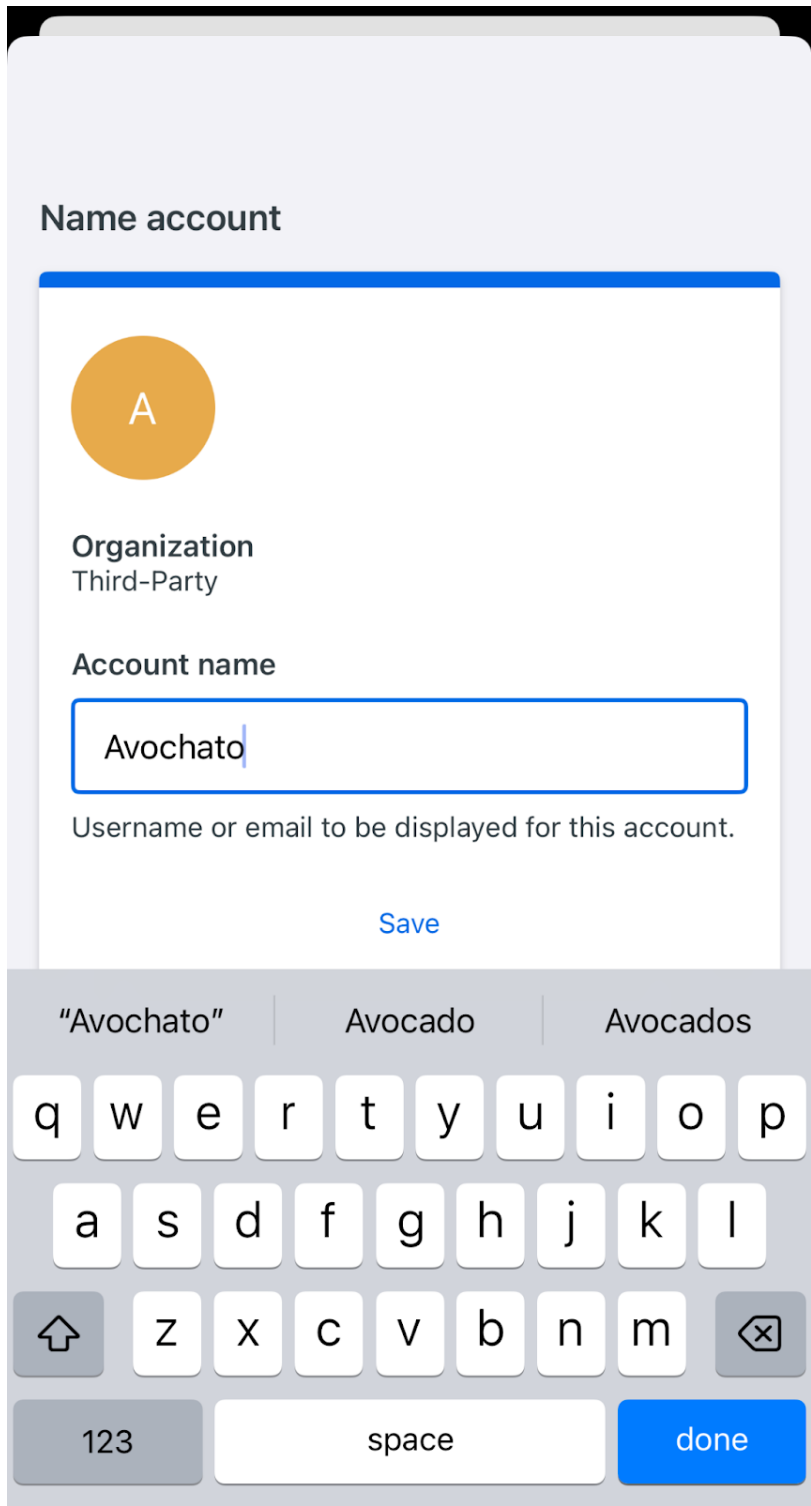 Name account
A
Organization
Third-Party
Account name
Avochato
Username or email to be displayed for this account.
Save
“Avochato” Avocado Avocados
q w e r t y u i o p
a s d f g h j k l
z x c v b n m
123 space done